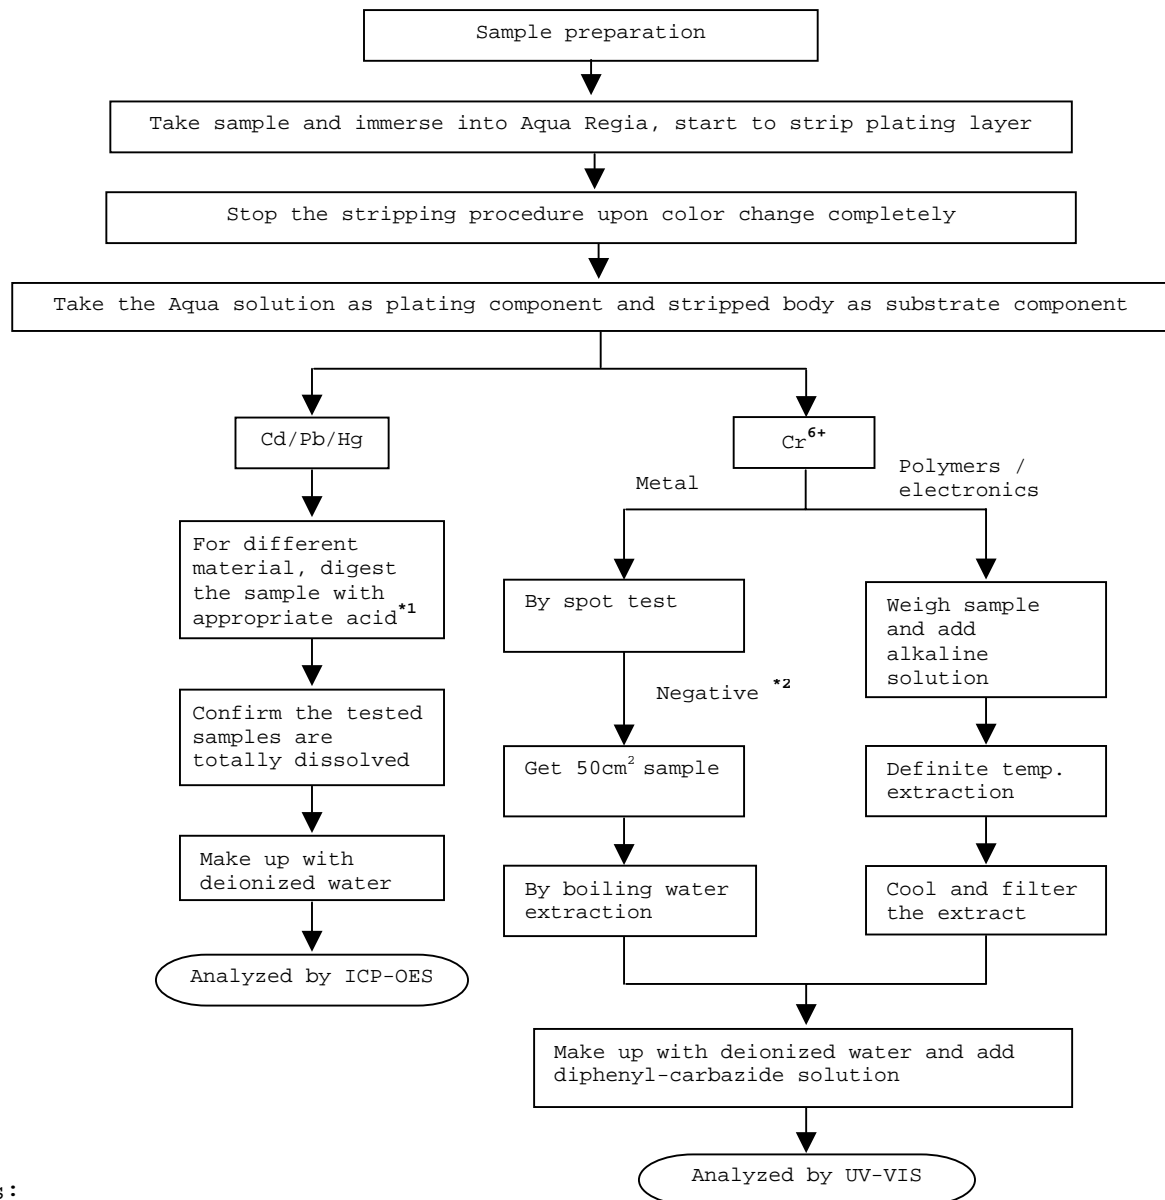 Sample preparation
Take sample and immerse into Aqua Regia, start to strip plating layer
Stop the stripping procedure upon color change completely
Take the Aqua solution as plating component and stripped body as substrate component
Cd/Pb/Hg
For different
material, digest
the sample with
appropriate acid*1
Confirm the tested
samples are
totally dissolved
Make up with
deionized water
Analyzed by ICP-OES
Cr6+
Metal
By spot test
Negative *2
Get 50cm2 sample
By boiling water
extraction
Polymers /
electronics
Weigh sample
and add
alkaline
solution
Definite temp.
extraction
Cool and filter
the extract
Make up with deionized water and add
diphenyl-carbazide solution
Analyzed by UV-VIS